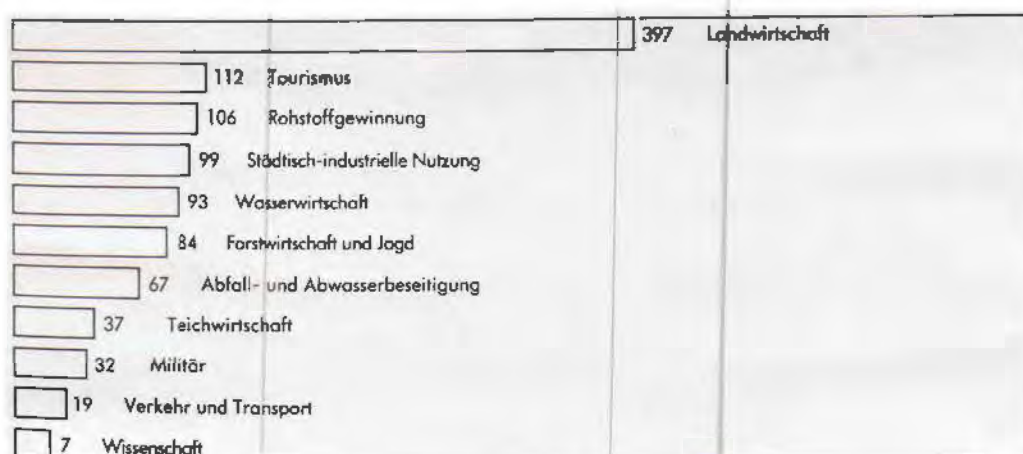 397 Landwirtschaft
112 Tourismus
106 Rohstoffgewinnung
99 Städtisch-industrielle Nutzung
93 Wasserwirtschaft
84 Forstwirtschaft und Jagd
67 Abfall- und Abwasserbeseitigung
37 Teichwirtschaft
32 Militär
19 Verkehr und Transport
7 Wissenschaft